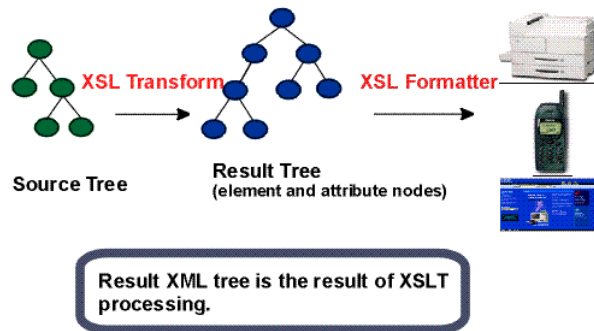 XSL Transform
XSL Formatter
Source Tree
Result Tree
(element and attribute nodes)
Result XML tree is the result of XSLT
processing.